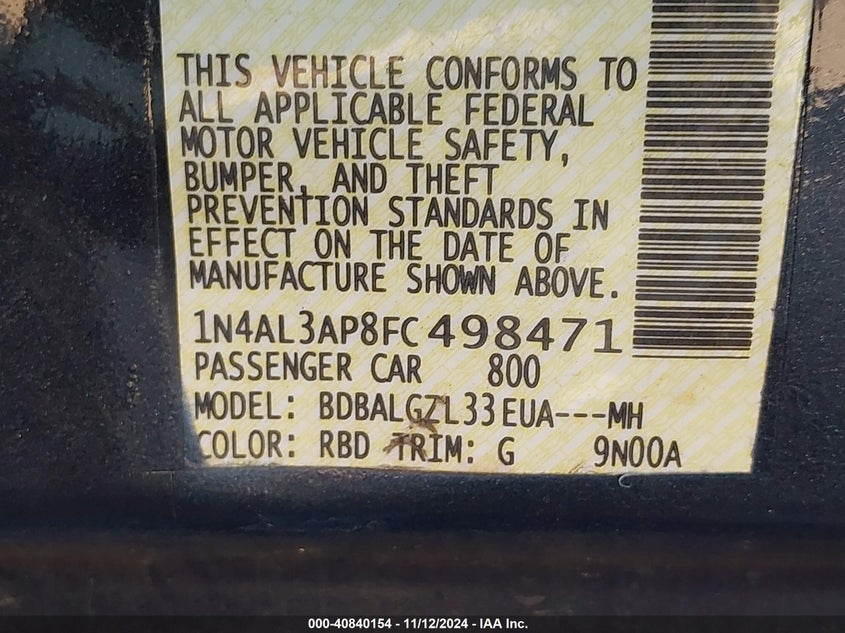 THIS VEHICLE CONFORMS TO
ALL APPLICABLE FEDERAL
MOTOR VEHICLE SAFETY,
BUMPER, AND THEFT
PREVENTION STANDARDS IN
EFFECT ON THE DATE OF
MANUFACTURE SHOWN ABOVE.
1N4AL3AP8FC498471
PASSENGER CAR 800
MODEL: BDBALGZL33EUA---MH
COLOR: RBD TRIM: G 9N00A
000-40840154 - 11/12/2024 - IAA Inc.